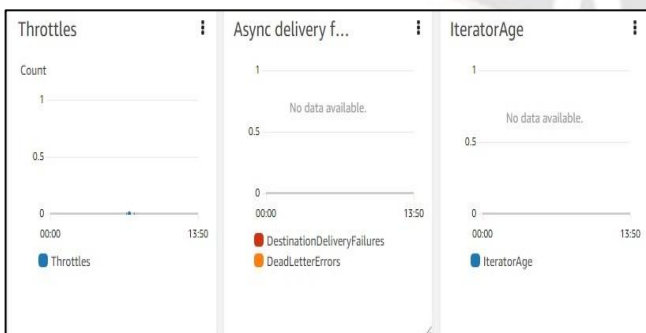 Throttles
Count
1
0.5
0
00:00 13:50
Throttles
Async delivery f...
1
No data available.
0.5
0
00:00 13:50
DestinationDeliveryFailures
DeadLetterErrors
IteratorAge
1
No data available.
0.5
0
00:00 13:50
IteratorAge